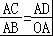 AC/AB = AD/OA